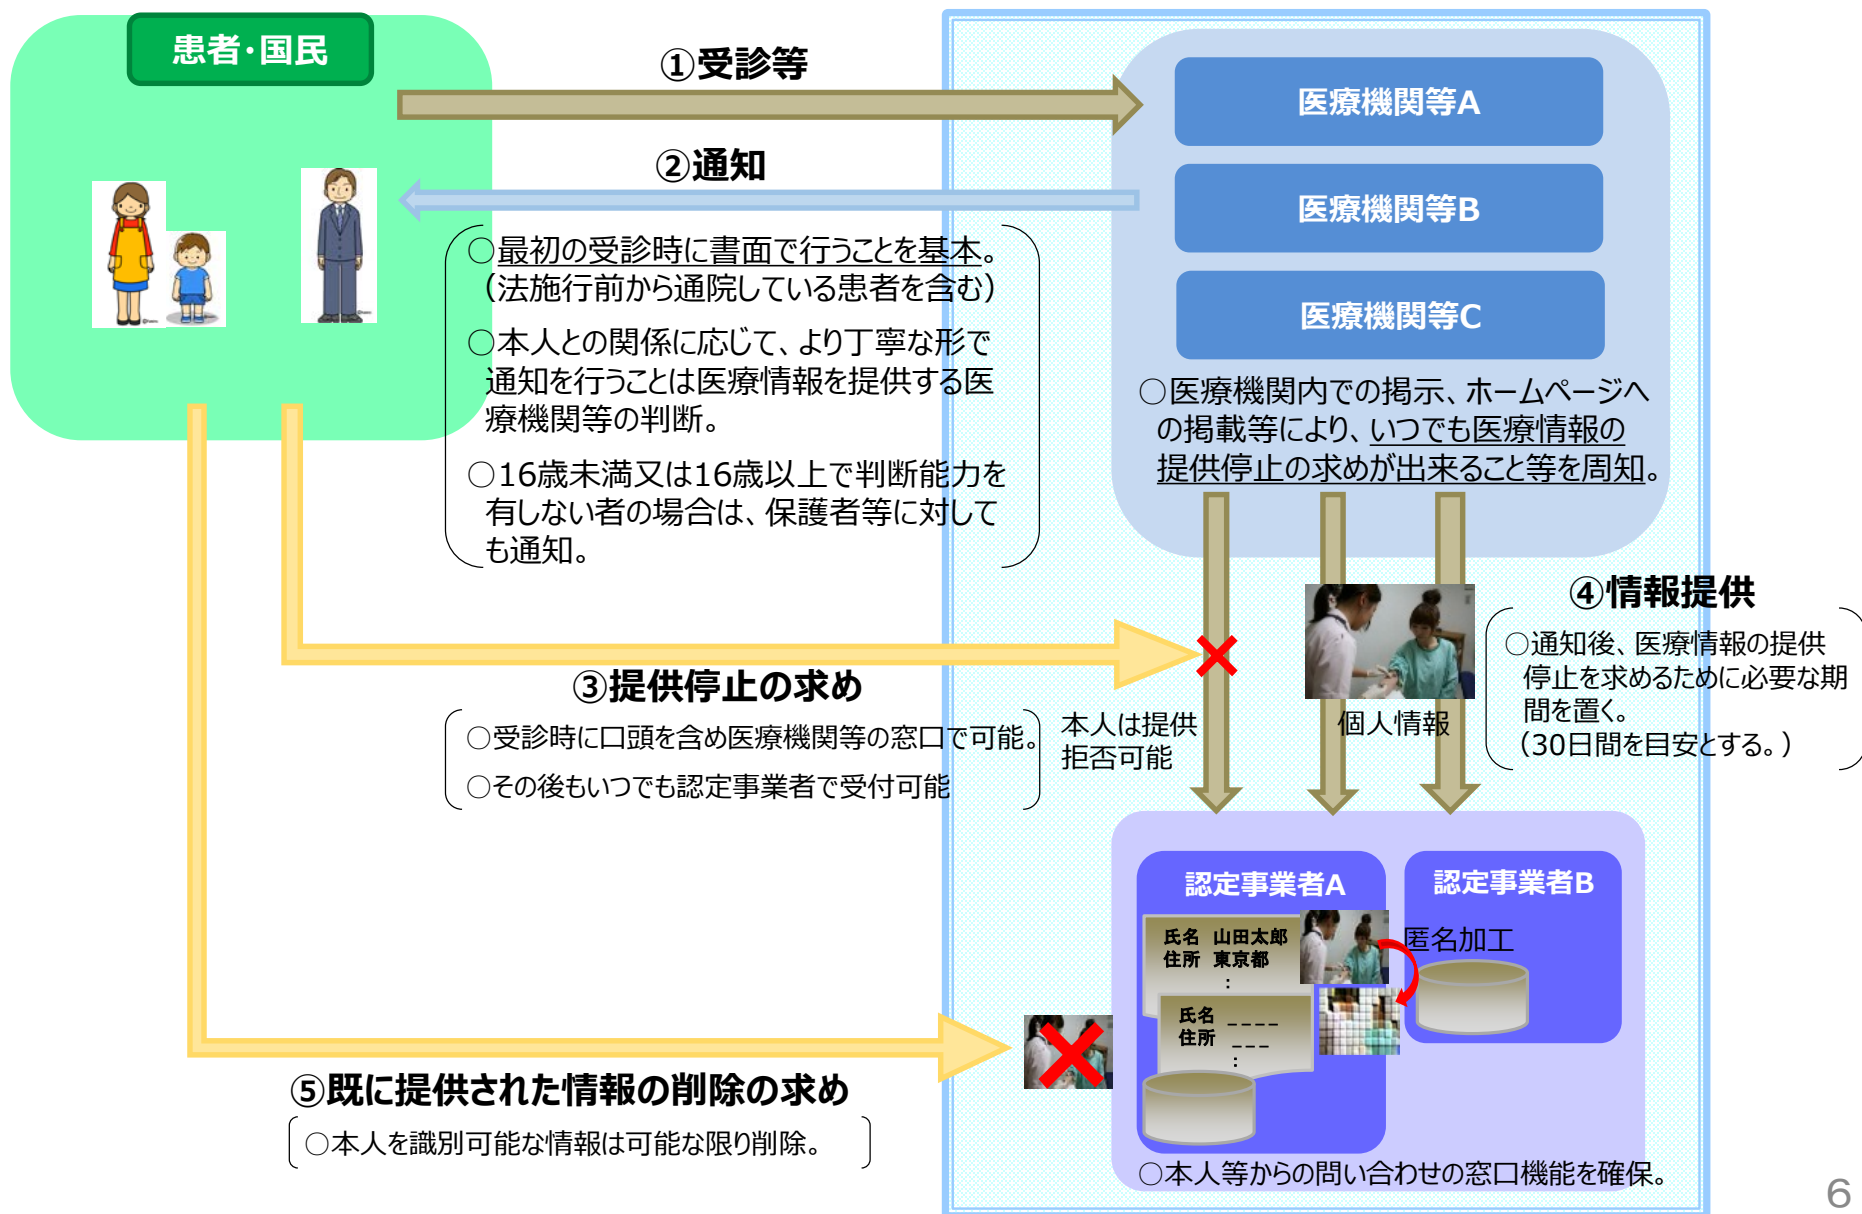 患者・国民
①受診等
医療機関等A
②通知
医療機関等B
○最初の受診時に書面で行うことを基本。
（法施行前から通院している患者を含む）
医療機関等C
○本人との関係に応じて、より丁寧な形で
通知を行うことは医療情報を提供する医
療機関等の判断。
○16歳未満又は16歳以上で判断能力を
有しない者の場合は、保護者等に対して
も通知。
○医療機関内での掲示、ホームページへ
の掲載等により、いつでも医療情報の
提供停止の求めが出来ること等を周知。
④情報提供
○通知後、医療情報の提供
停止を求めるために必要な期
間を置く。
（30日間を目安とする。）
③提供停止の求め
○受診時に口頭を含め医療機関等の窓口で可能。
○その後もいつでも認定事業者で受付可能
本人は提供
拒否可能
個人情報
認定事業者A
認定事業者B
氏名 山田太郎
住所 東京都
：
匿名加工
氏名 _ _ _ _
住所 _ _ _
：
⑤既に提供された情報の削除の求め
○本人を識別可能な情報は可能な限り削除。
○本人等からの問い合わせの窓口機能を確保。
6